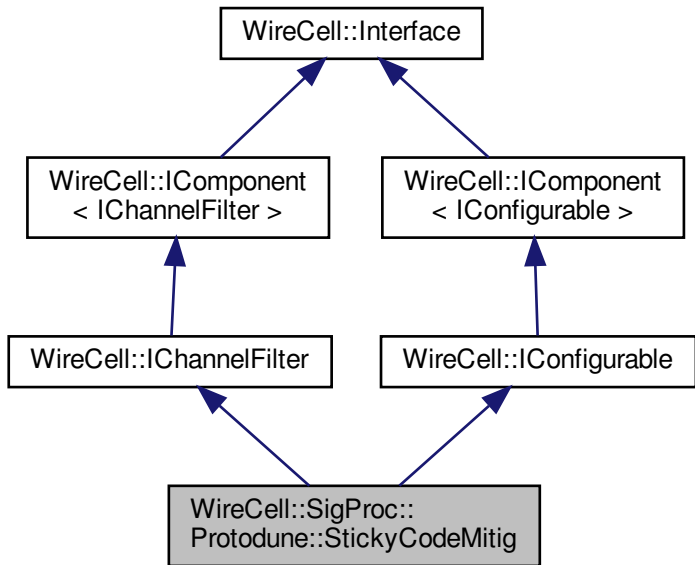 WireCell::Interface
WireCell::IComponent
< IChannelFilter >
WireCell::IComponent
< IConfigurable >
WireCell::IChannelFilter
WireCell::IConfigurable
WireCell::SigProc::
Protodune::StickyCodeMitig